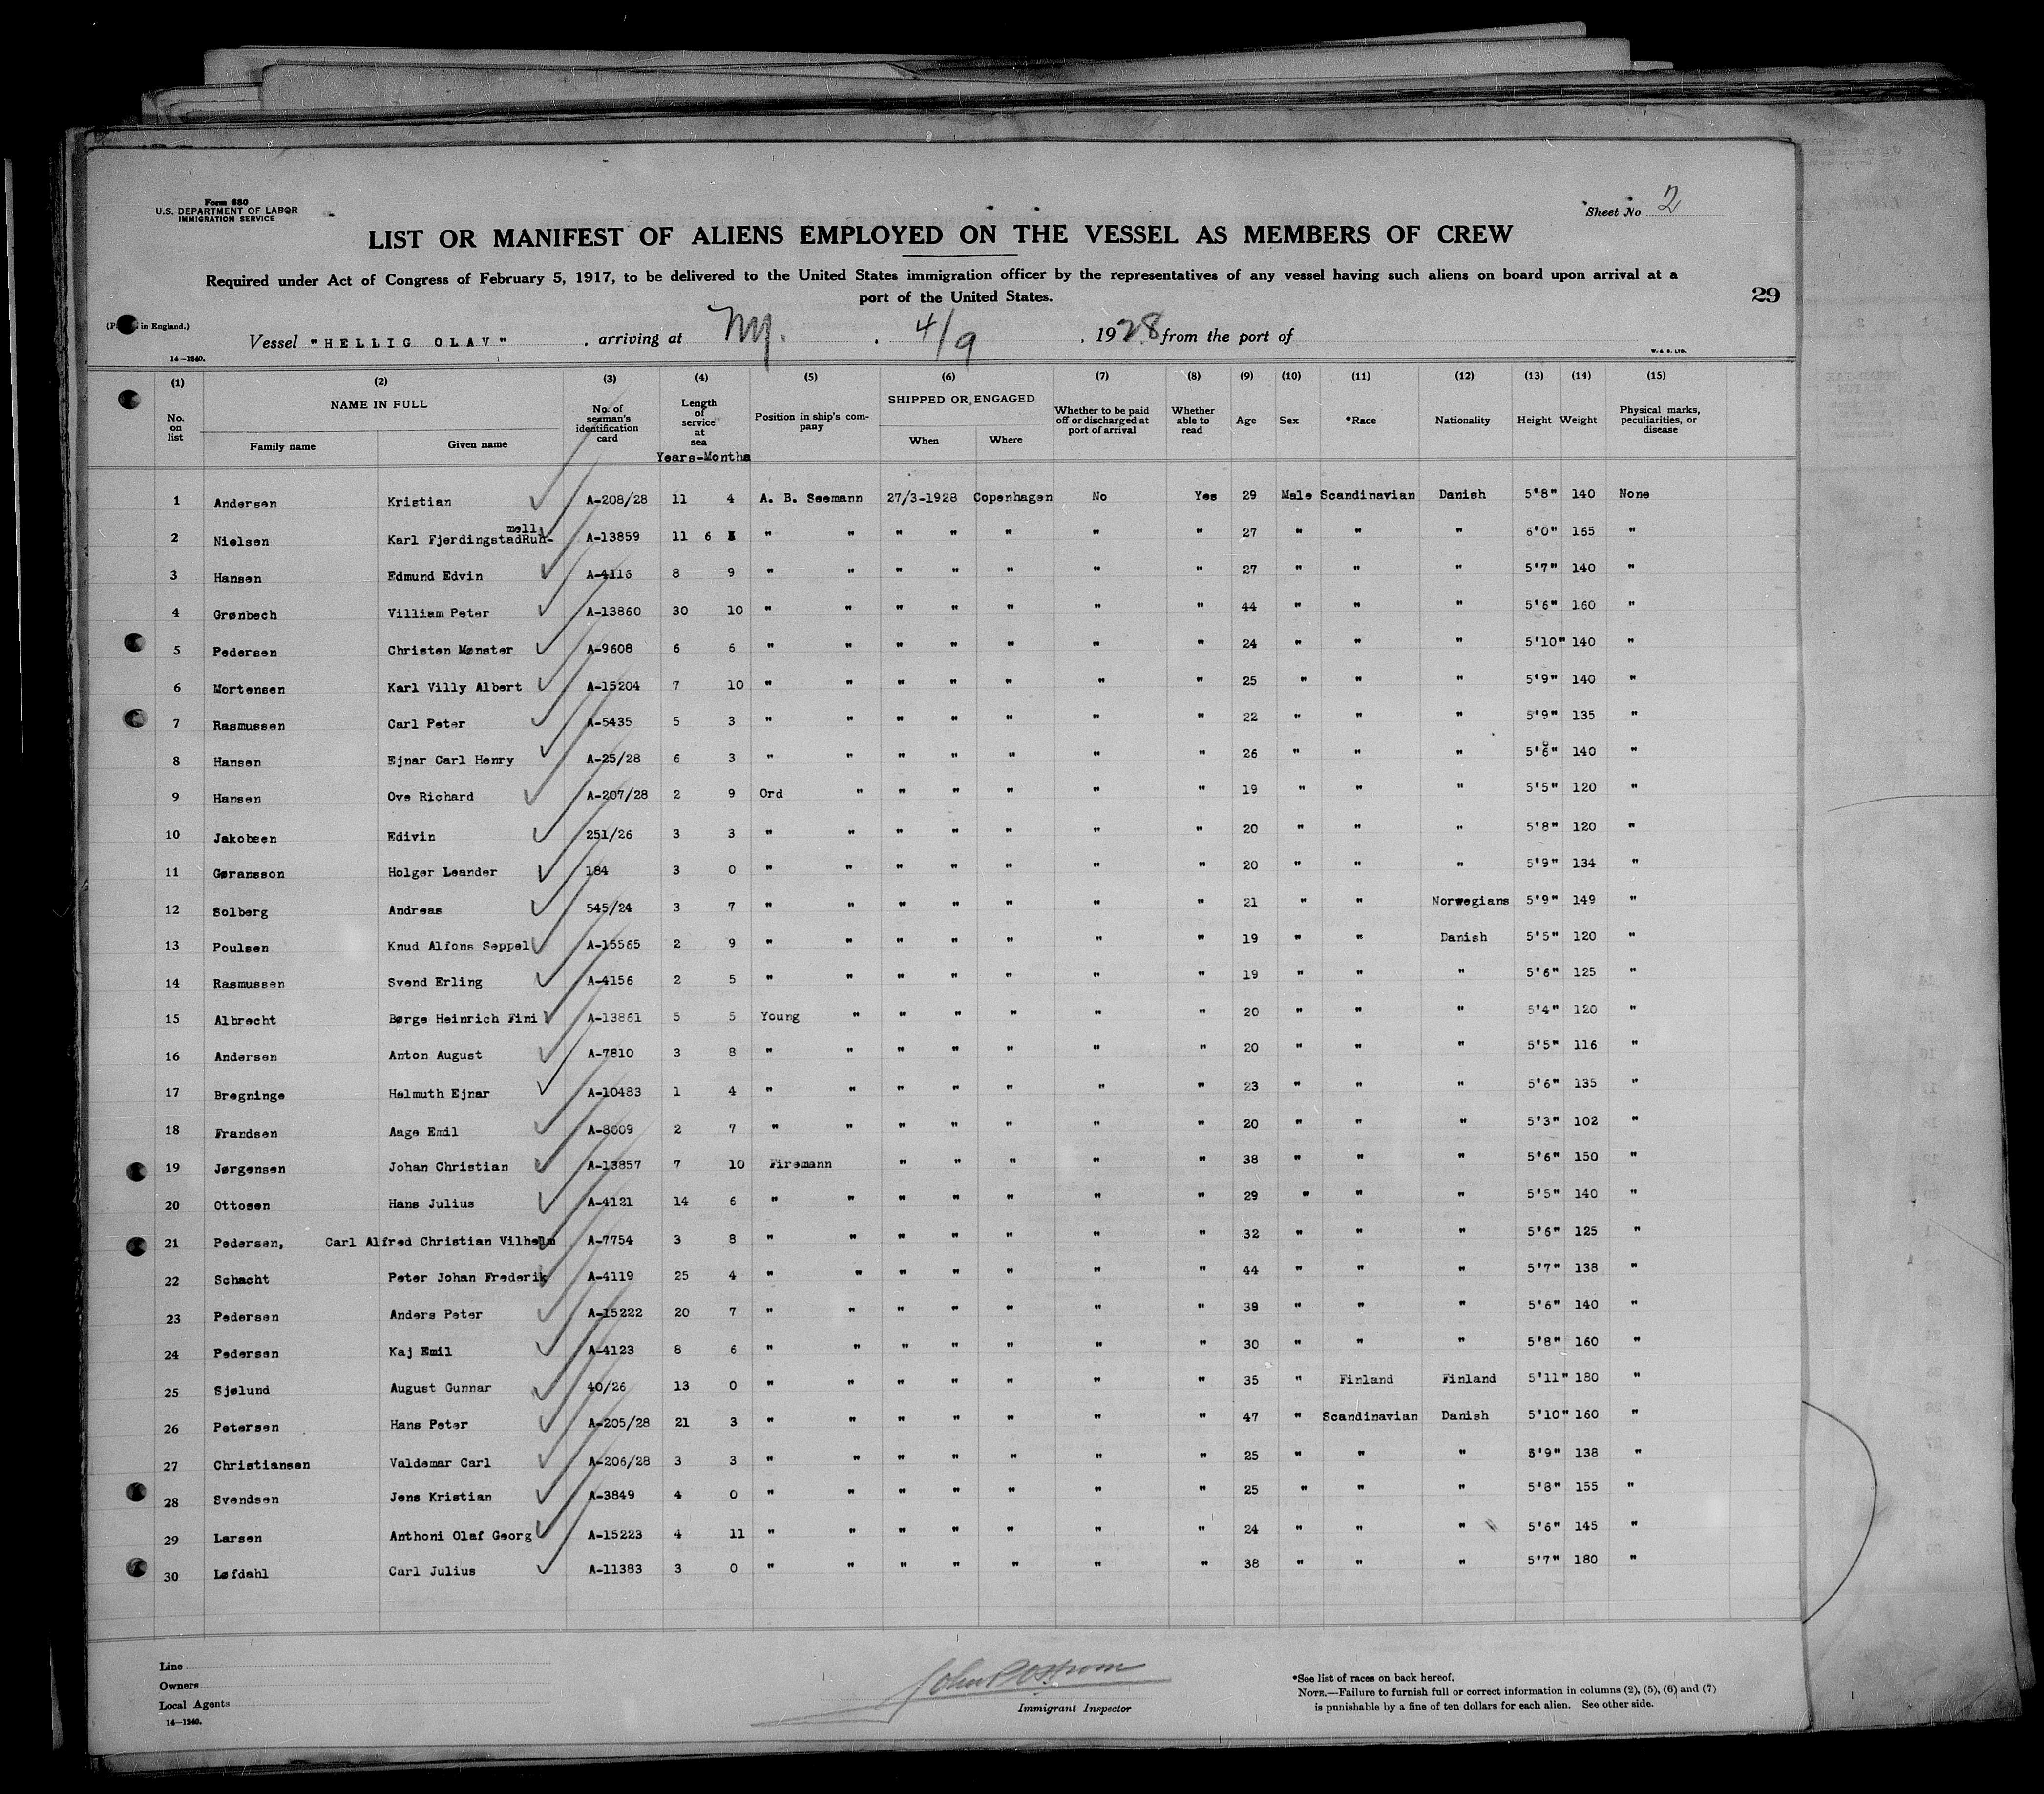 Form 680
U.S. DEPARTMENT OF LABOR
IMMIGRATION SERVICE
Sheet No 2
LIST OR MANIFEST OF ALIENS EMPLOYED ON THE VESSEL AS MEMBERS OF CREW
Required under Act of Congress of February 5, 1917, to be delivered to the United States immigration officer by the representatives of any vessel having such aliens on board upon arrival at a
port of the United States.
29
in England.)
Vessel "HELLIG OLAV", arriving at N.Y. 4/9, 1928 from the port of
14—1240.
W. & S. LTD.
(1) (2) (3) (4) (5) (6) (7) (8) (9) (10) (11) (12) (13) (14) (15)
No. on list NAME IN FULL Family name Given name No. of seaman's identification card Length of service at sea Years-Months Position in ship's company SHIPPED OR ENGAGED When Where Whether to be paid off or discharged at port of arrival Whether able to read Age Sex *Race Nationality Height Weight Physical marks, peculiarities, or disease
1 Andersen Kristian A-208/28 11 4 A. B. Seemann 27/3-1928 Copenhagen No Yes 29 Male Scandinavian Danish 5'8" 140 None
2 Nielsen Karl FjerdingstadRun-mell A-13859 11 6 " " " " " " " 27 " " " 6'0" 165 "
3 Hansen Edmund Edvin A-4116 8 9 " " " " " " " 27 " " " 5'7" 140 "
4 Grønbech Villiam Peter A-13860 30 10 " " " " " " " 44 " " " 5'6" 160 "
5 Pedersen Christen Mønster A-9608 6 6 " " " " " " " 24 " " " 5'10" 140 "
6 Mortensen Karl Villy Albert A-15204 7 10 " " " " " " " 25 " " " 5'9" 140 "
7 Rasmussen Carl Peter A-5435 5 3 " " " " " " " 22 " " " 5'9" 135 "
8 Hansen Ejnar Carl Henry A-25/28 6 3 " " " " " " " 26 " " " 5'6" 140 "
9 Hansen Ove Richard A-207/28 2 9 Ord " " " " " " 19 " " " 5'5" 120 "
10 Jakobsen Edivin 251/26 3 3 " " " " " " " 20 " " " 5'8" 120 "
11 Gøransson Holger Leander 184 3 0 " " " " " " " 20 " " " 5'9" 134 "
12 Solberg Andreas 545/24 3 7 " " " " " " " 21 " " Norwegians 5'9" 149 "
13 Poulsen Knud Alfons Seppel A-15565 2 9 " " " " " " " 19 " " Danish 5'5" 120 "
14 Rasmussen Svend Erling A-4156 2 5 " " " " " " " 19 " " " 5'6" 125 "
15 Albrecht Børge Heinrich Fini A-13861 5 5 Young " " " " " " 20 " " " 5'4" 120 "
16 Andersen Anton August A-7810 3 8 " " " " " " " 20 " " " 5'5" 116 "
17 Bregninge Helmuth Ejnar A-10483 1 4 " " " " " " " 23 " " " 5'6" 135 "
18 Frandsen Aage Emil A-8009 2 7 " " " " " " " 20 " " " 5'3" 102 "
19 Jørgensen Johan Christian A-13857 7 10 Firemann " " " " " 38 " " " 5'6" 150 "
20 Ottosen Hans Julius A-4121 14 6 " " " " " " " 29 " " " 5'5" 140 "
21 Pedersen, Carl Alfred Christian Vilhelm A-7754 3 8 " " " " " " " 32 " " " 5'6" 125 "
22 Schacht Peter Johan Frederik A-4119 25 4 " " " " " " " 44 " " " 5'7" 138 "
23 Pedersen Anders Peter A-15222 20 7 " " " " " " " 39 " " " 5'6" 140 "
24 Pedersen Kaj Emil A-4123 8 6 " " " " " " " 30 " " " 5'8" 160 "
25 Sjølund August Gunnar 40/26 13 0 " " " " " " " 35 " Finland Finland 5'11" 180 "
26 Petersen Hans Peter A-205/28 21 3 " " " " " " " 47 " Scandinavian Danish 5'10" 160 "
27 Christiansen Valdemar Carl A-206/28 3 3 " " " " " " " 25 " " " 5'9" 138 "
28 Svendsen Jens Kristian A-3849 4 0 " " " " " " " 25 " " " 5'8" 155 "
29 Larsen Anthoni Olaf Georg A-15223 4 11 " " " " " " " 24 " " " 5'6" 145 "
30 Løfdahl Carl Julius A-11383 3 0 " " " " " " " 38 " " " 5'7" 180 "
Line
Owners
Local Agents
14—1240.
John
Immigrant Inspector
*See list of races on back hereof.
NOTE.—Failure to furnish full or correct information in columns (2), (5), (6) and (7)
is punishable by a fine of ten dollars for each alien. See other side.